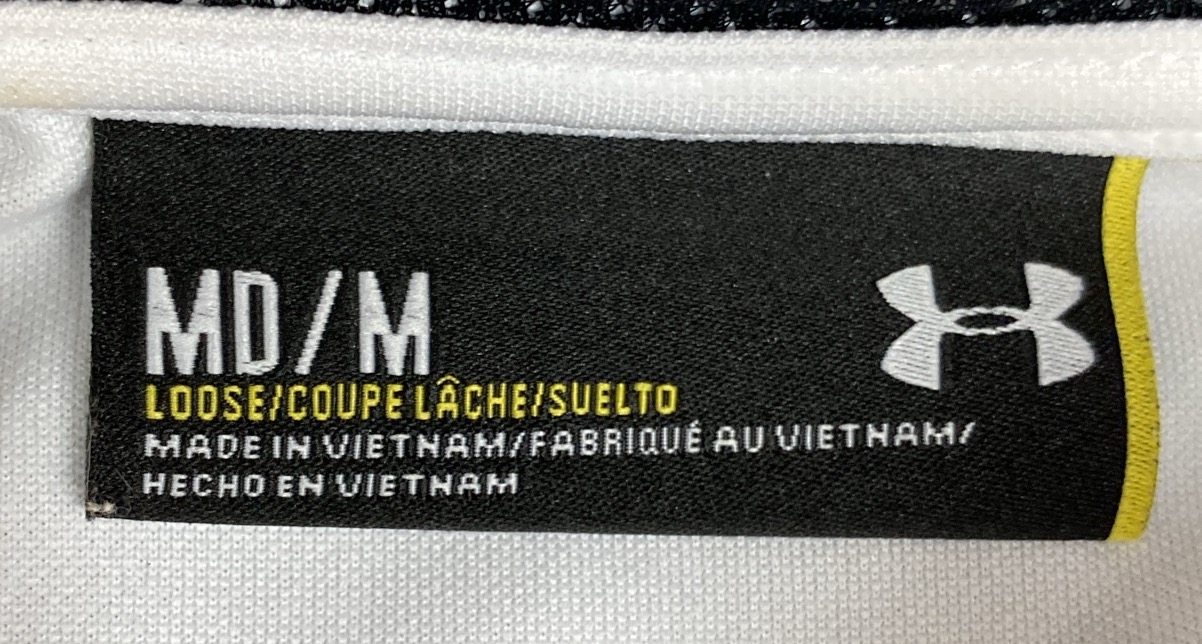 MD/M
LOOSE/COUPE LÂCHE/SUELTO
MADE IN VIETNAM/FABRIQUÉ AU VIETNAM/
HECHO EN VIETNAM